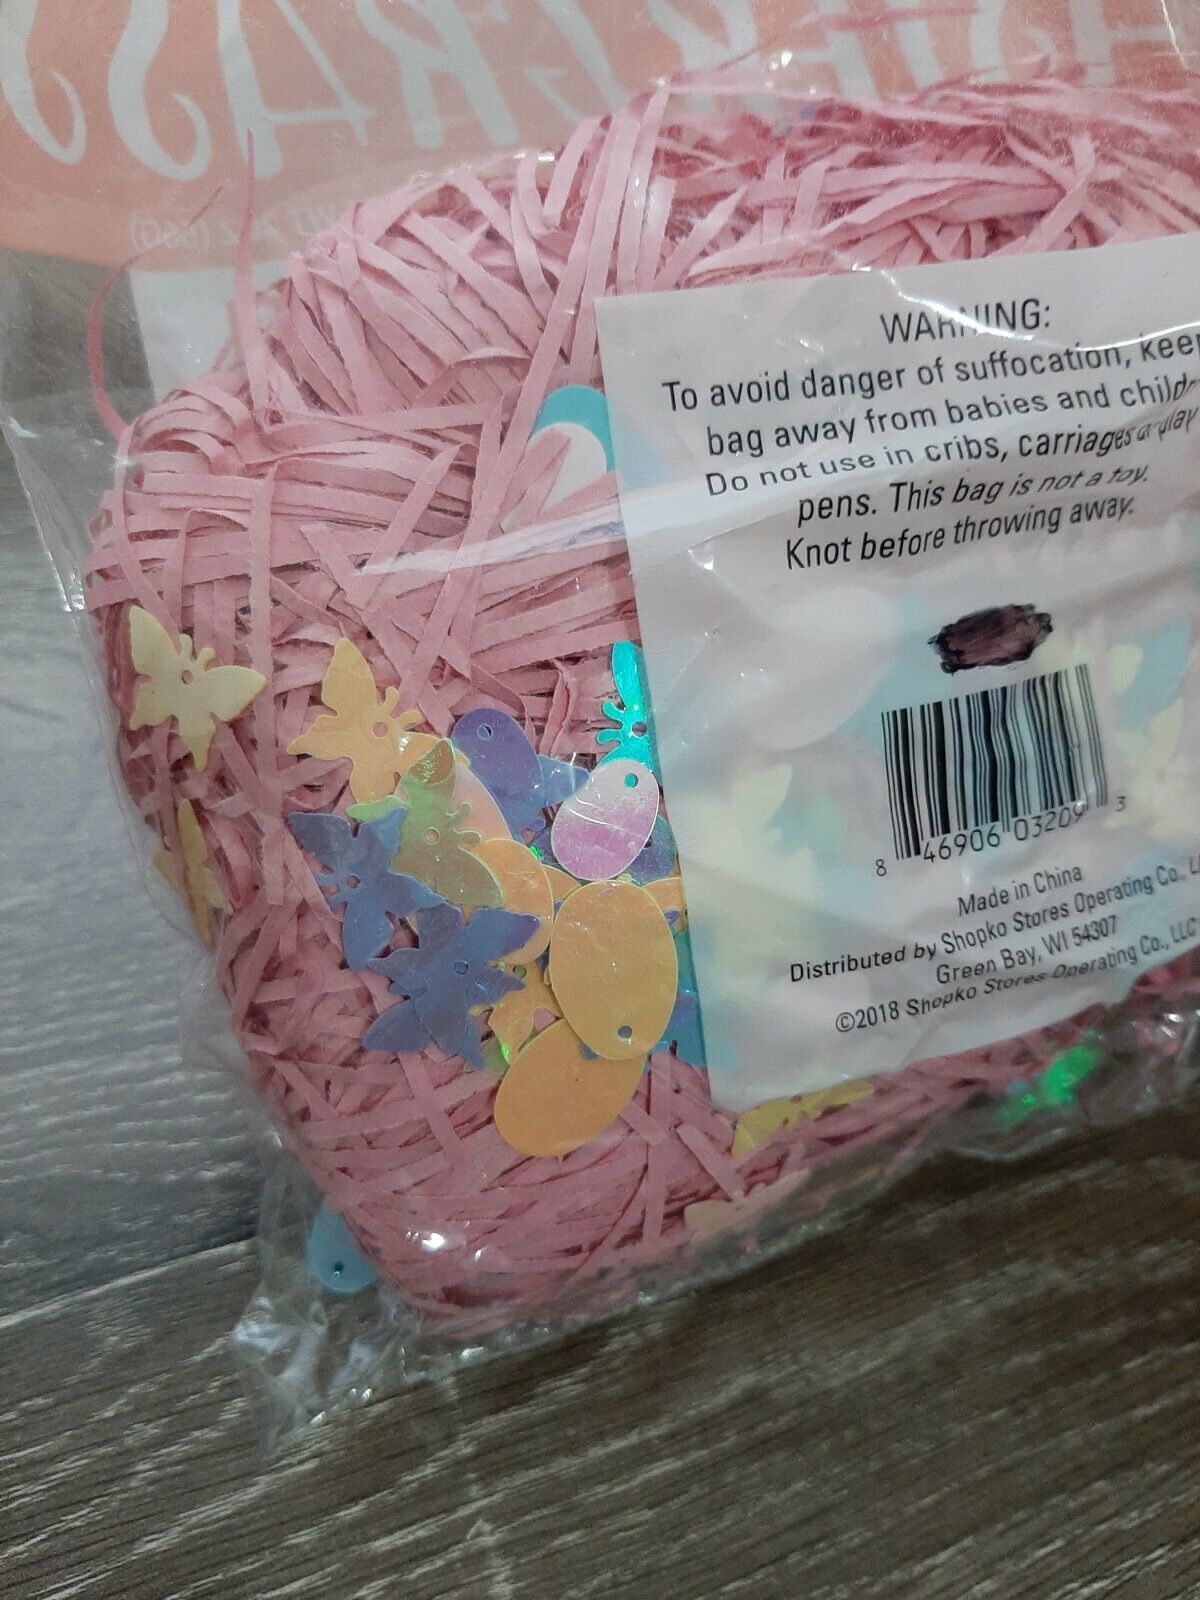 WARNING:
To avoid danger of suffocation, keep
bag away from babies and
Do not use in cribs, carriages or play
pens. This bag is not a toy.
Knot before throwing away.
8 46906 03209 3
Made in China
Distributed by Shopko Stores Operating Co.,
Green Bay, WI 54307
©2018 Shopko Stores Operating Co., LLC